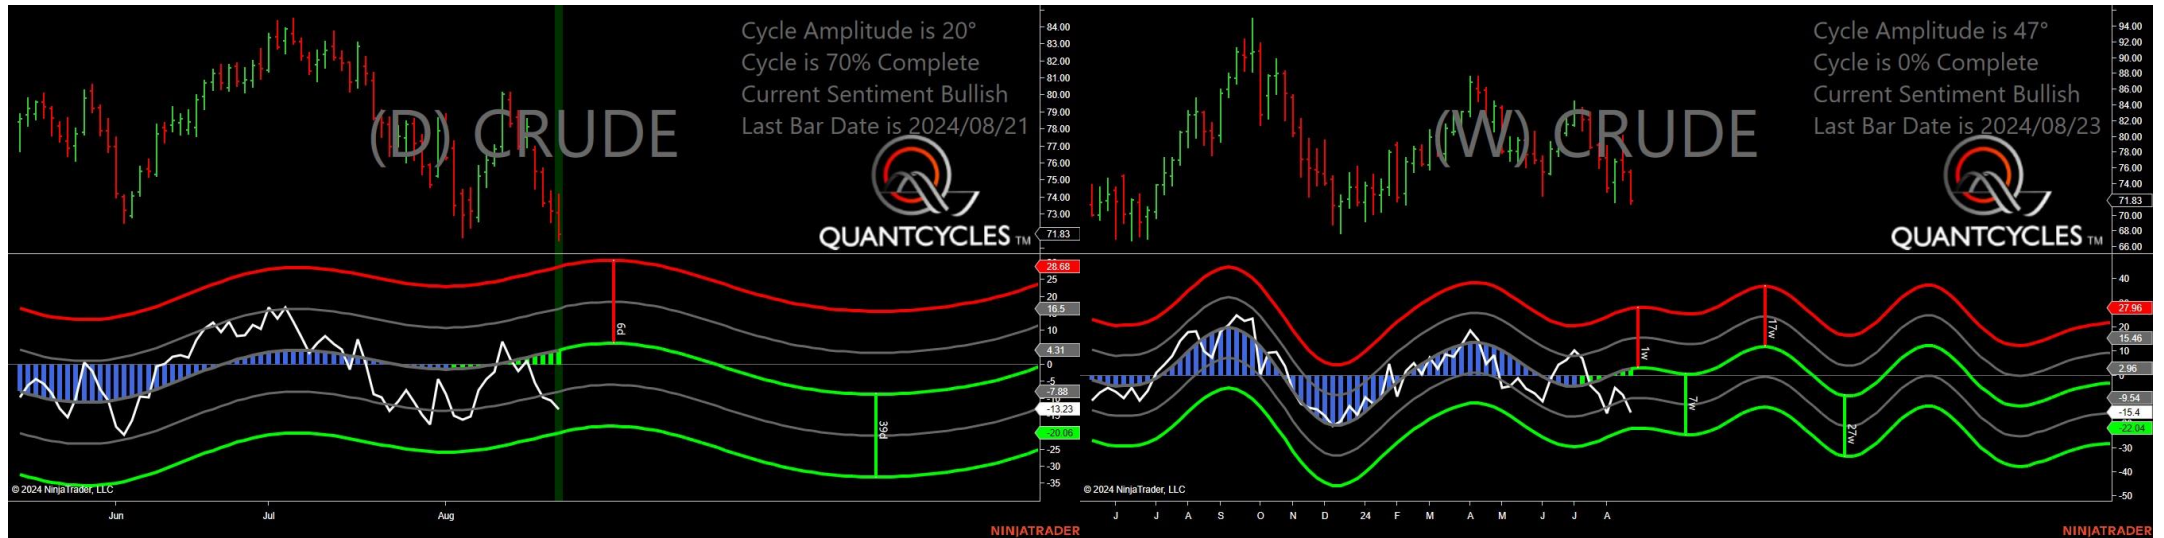 Cycle Amplitude is 20°
Cycle is 70% Complete
Current Sentiment Bullish
Last Bar Date is 2024/08/21
(D) CRUDE
QUANTCYCLES TM
84.00
83.00
82.00
81.00
80.00
79.00
78.00
77.00
76.00
75.00
74.00
73.00
71.83
28.68
25
20
16.5
10
4.31
0
-5
-7.88
-13.23
-20.06
-25
-30
-35
6d
39d
© 2024 NinjaTrader, LLC
Jun
Jul
Aug
NINJATRADER
Cycle Amplitude is 47°
Cycle is 0% Complete
Current Sentiment Bullish
Last Bar Date is 2024/08/23
(W) CRUDE
QUANTCYCLES TM
94.00
92.00
90.00
88.00
86.00
84.00
82.00
80.00
78.00
76.00
74.00
71.83
70.00
68.00
66.00
40
27.96
20
15.46
10
2.96
-9.54
-15.4
-22.04
-30
-40
-50
1w
7w
17w
27w
© 2024 NinjaTrader, LLC
J
J
A
S
O
N
D
24
F
M
A
M
J
J
A
NINJATRADER